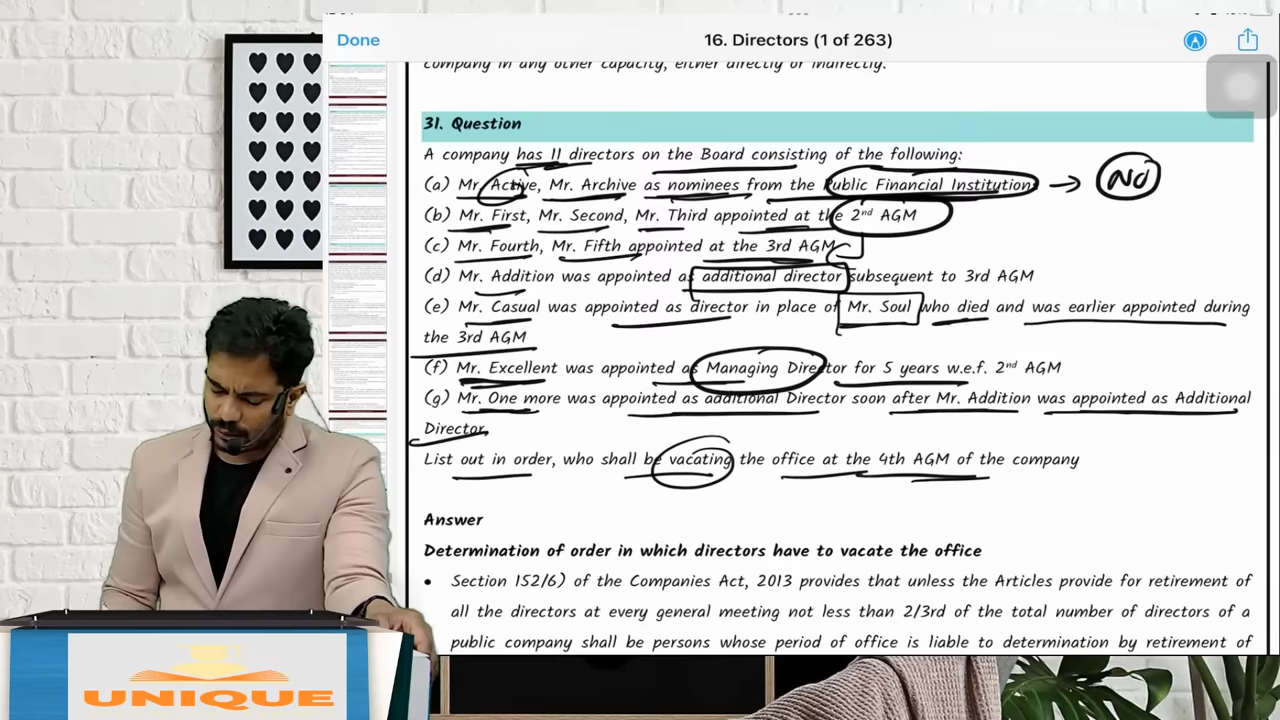 Done
16. Directors (1 of 263)
company in any other capacity, either directly or indirectly.
31. Question
A company has 11 directors on the Board consisting of the following:
(a) Mr. Active, Mr. Archive as nominees Public Financial Institution → No
(b) Mr. First, Mr. Second, Mr. Third appointed at the 2nd AGM
(c) Mr. Fourth, Mr. Fifth appointed at the 3rd AGM
(d) Mr. Addition was appointed as additional director subsequent to 3rd AGM
(e) Mr. Casual was appointed as director in place of Mr. Soul who died and was earlier appointed during
the 3rd AGM
(f) Mr. Excellent was appointed as Managing Director for 5 years w.e.f. 2nd AGM
(g) Mr. One more was appointed as additional Director soon after Mr. Addition was appointed as Additional
Director.
List out in order, who shall be vacating the office at the 4th AGM of the company
Answer
Determination of order in which directors have to vacate the office
• Section 152(6) of the Companies Act, 2013 provides that unless the Articles provide for retirement of
all the directors at every general meeting not less than 2/3rd of the total number of directors of a
public company shall be persons whose period of office is liable to determination by retirement of
UNIQUE